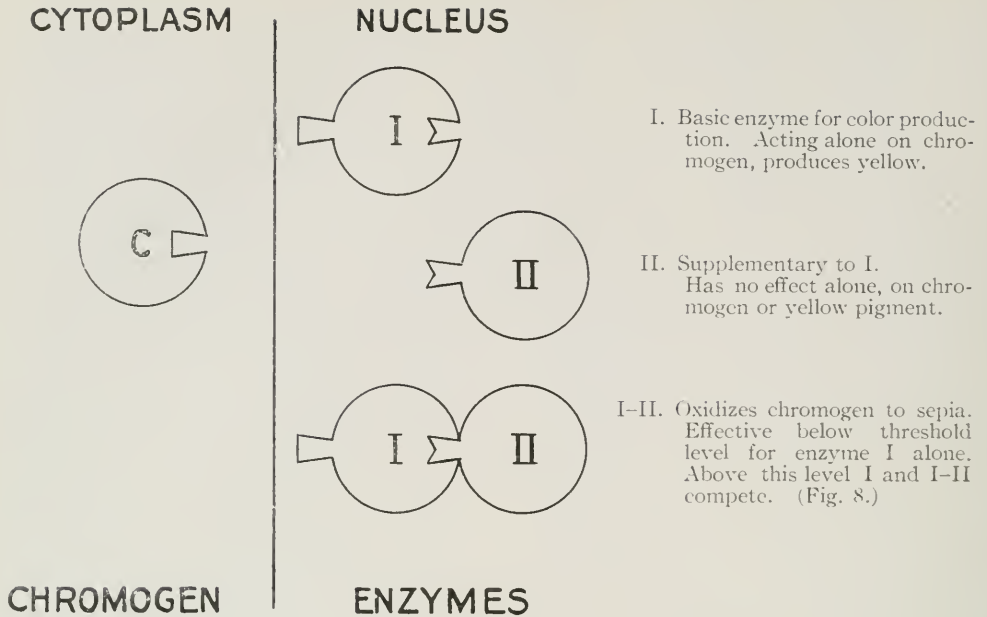 CYTOPLASM
NUCLEUS
I
I. Basic enzyme for color produc-
tion. Acting alone on chro-
mogen, produces yellow.
C
II
II. Supplementary to I.
Has no effect alone, on chro-
mogen or yellow pigment.
I
II
I–II. Oxidizes chromogen to sepia.
Effective below threshold
level for enzyme I alone.
Above this level I and I–II
compete. (Fig. 8.)
CHROMOGEN
ENZYMES